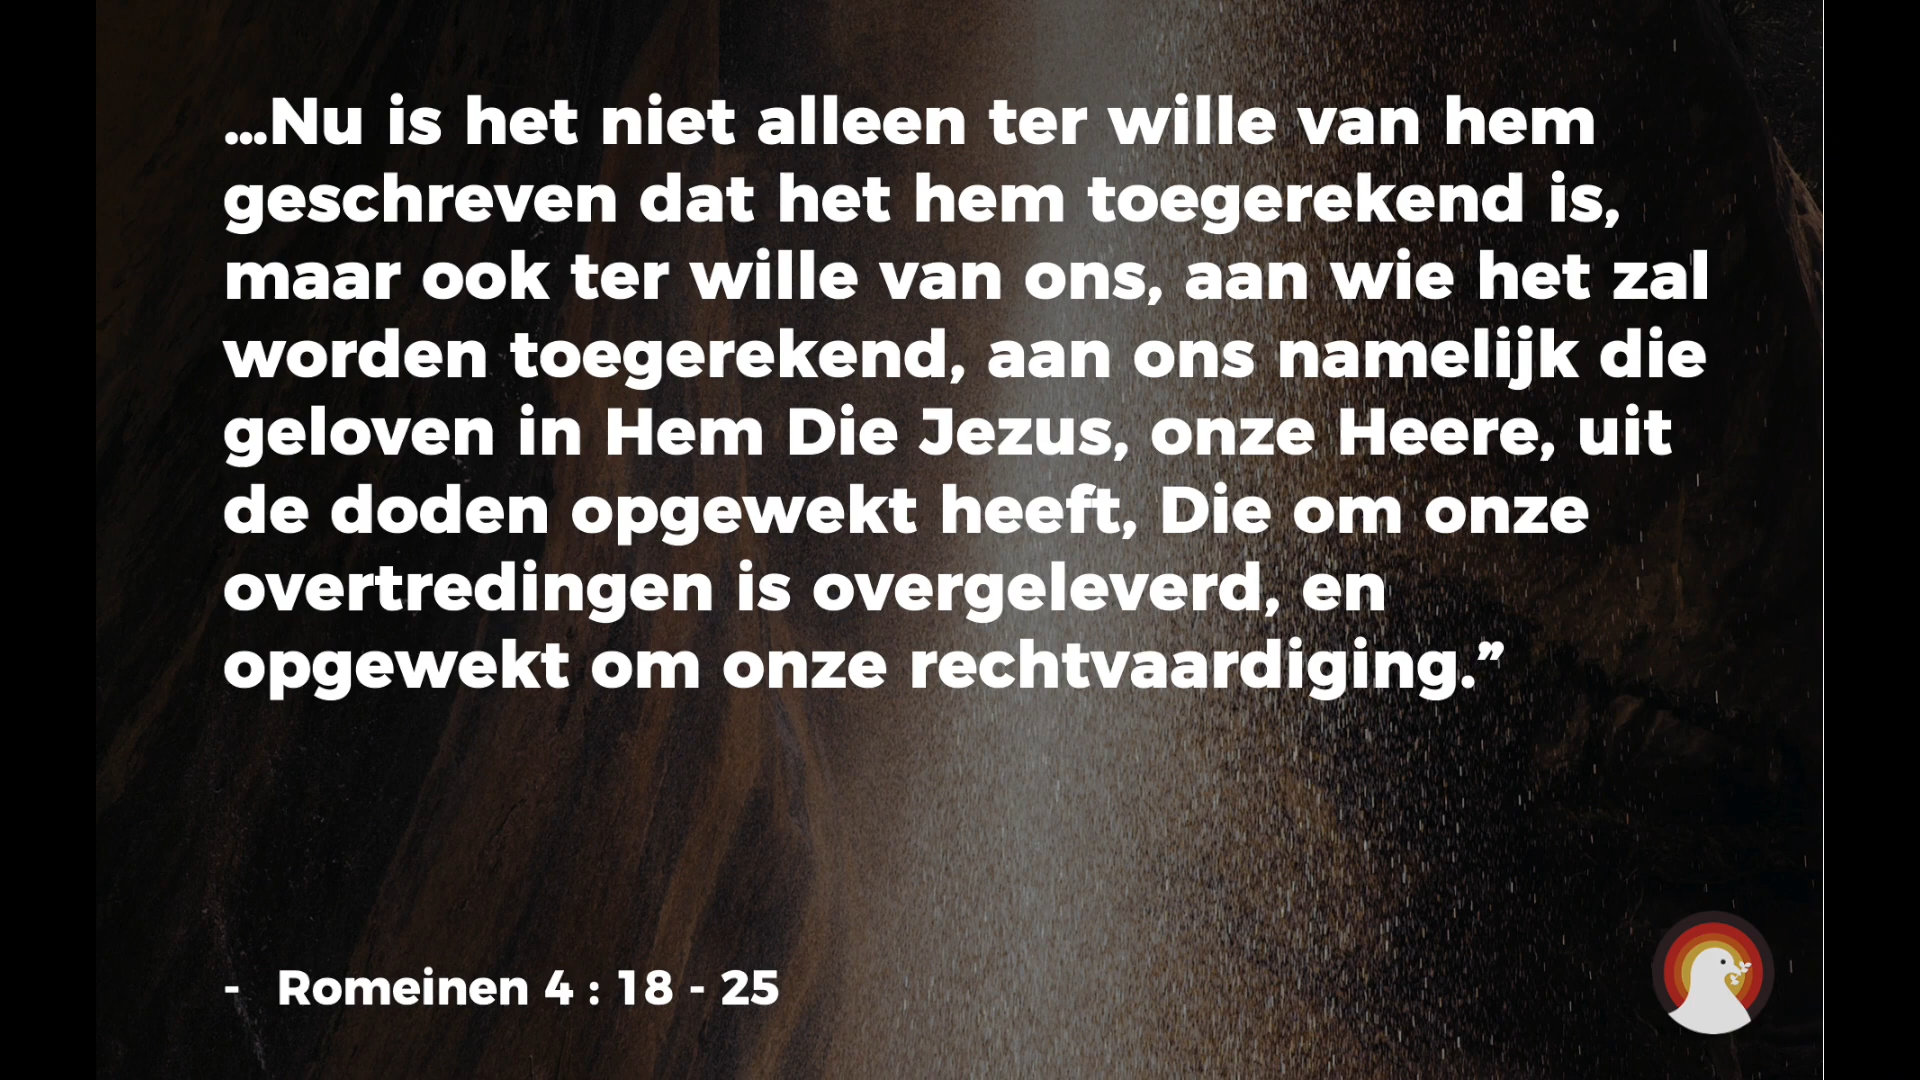 ...Nu is het niet alleen ter wille van hem
geschreven dat het hem toegerekend is,
maar ook ter wille van ons, aan wie het zal
worden toegerekend, aan ons namelijk die
geloven in Hem Die Jezus, onze Heere, uit
de doden opgewekt heeft, Die om onze
overtredingen is overgeleverd, en
opgewekt om onze rechtvaardiging.”
- Romeinen 4 : 18 - 25